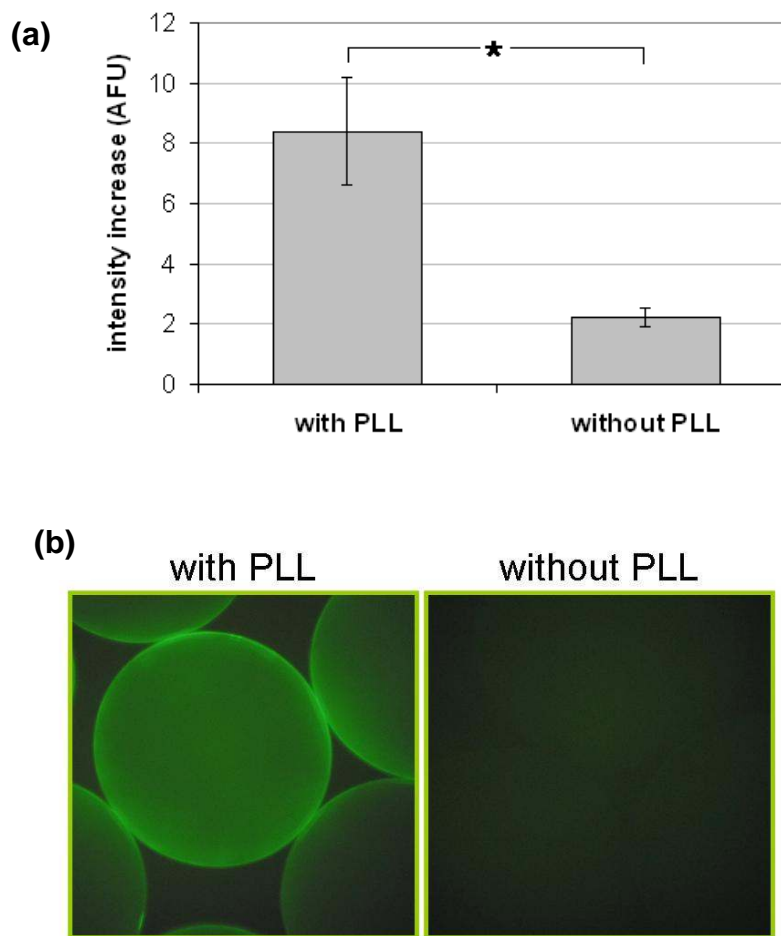 (a)
intensity increase (AFU)
12
10
8
6
4
2
0
*
with PLL
without PLL
(b)
with PLL
without PLL